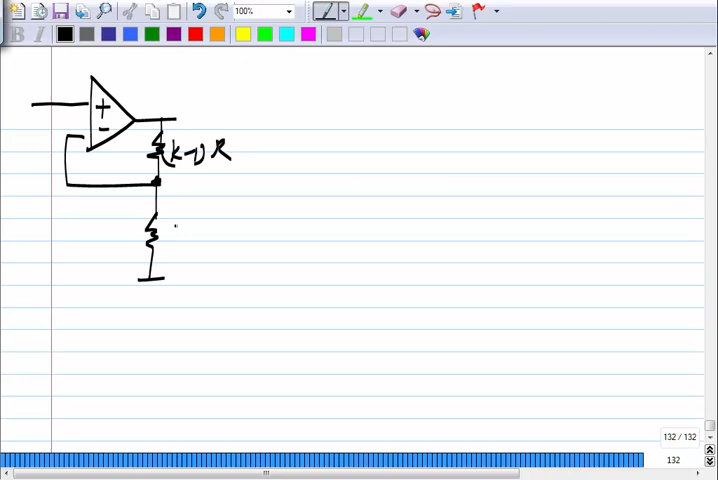 100%
B I
+
-
(k-1) R
132 / 132
132